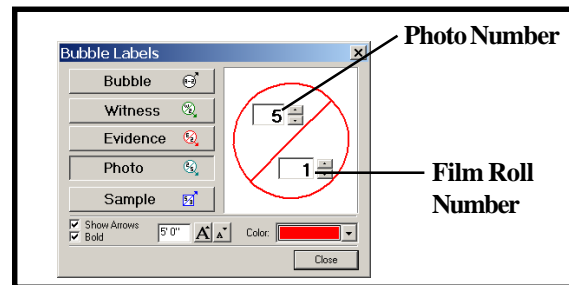 Photo Number
Bubble Labels
Bubble
Witness
Evidence
Photo
Sample
5
1
Film Roll
Number
Show Arrows
Bold
5' 0"
A A
Color:
Close